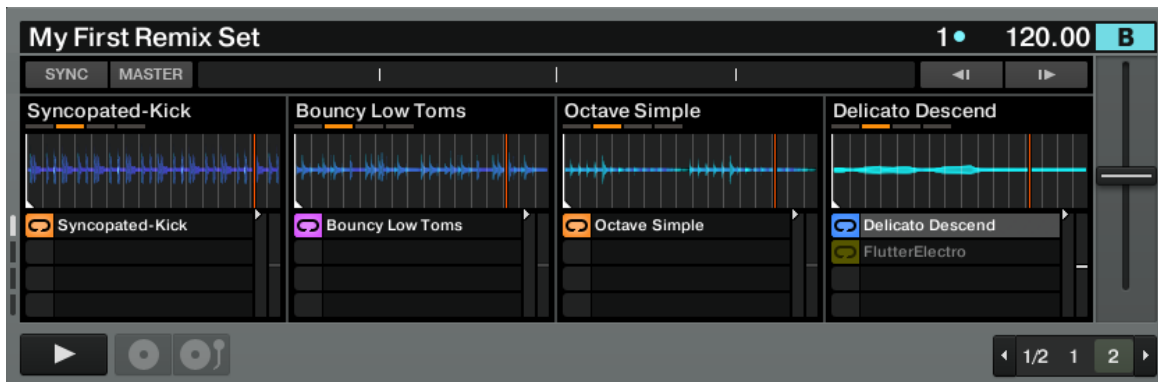 My First Remix Set 1 120.00 B
SYNC MASTER
Syncopated-Kick Bouncy Low Toms Octave Simple Delicato Descend
Syncopated-Kick Bouncy Low Toms Octave Simple Delicato Descend
FlutterElectro
1/2 1 2